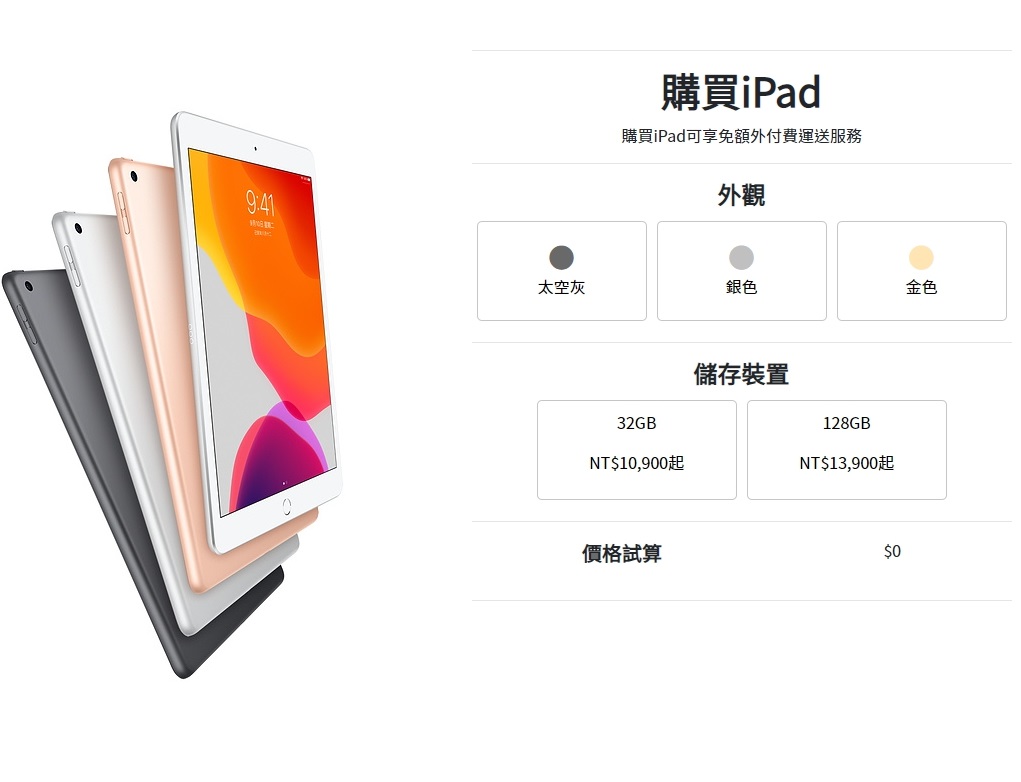 9:41
購買iPad
購買iPad可享免額外付費運送服務
外觀
太空灰
銀色
金色
儲存裝置
32GB
NT$10,900起
128GB
NT$13,900起
價格試算
$0